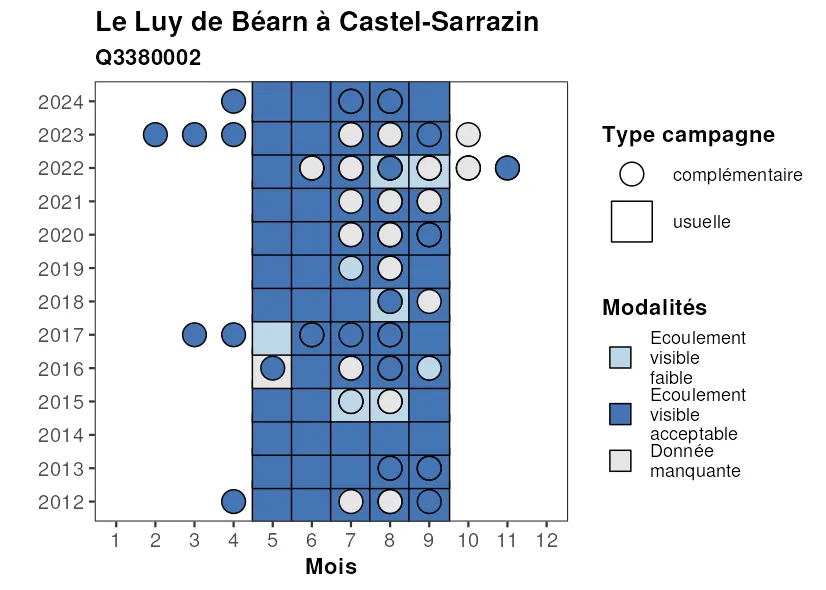 Le Luy de Béarn à Castel-Sarrazin
Q3380002
2024
2023
2022
2021
2020
2019
2018
2017
2016
2015
2014
2013
2012
1 2 3 4 5 6 7 8 9 10 11 12
Mois
Type campagne
complémentaire
usuelle
Modalités
Ecoulement
visible
faible
Ecoulement
visible
acceptable
Donnée
manquante